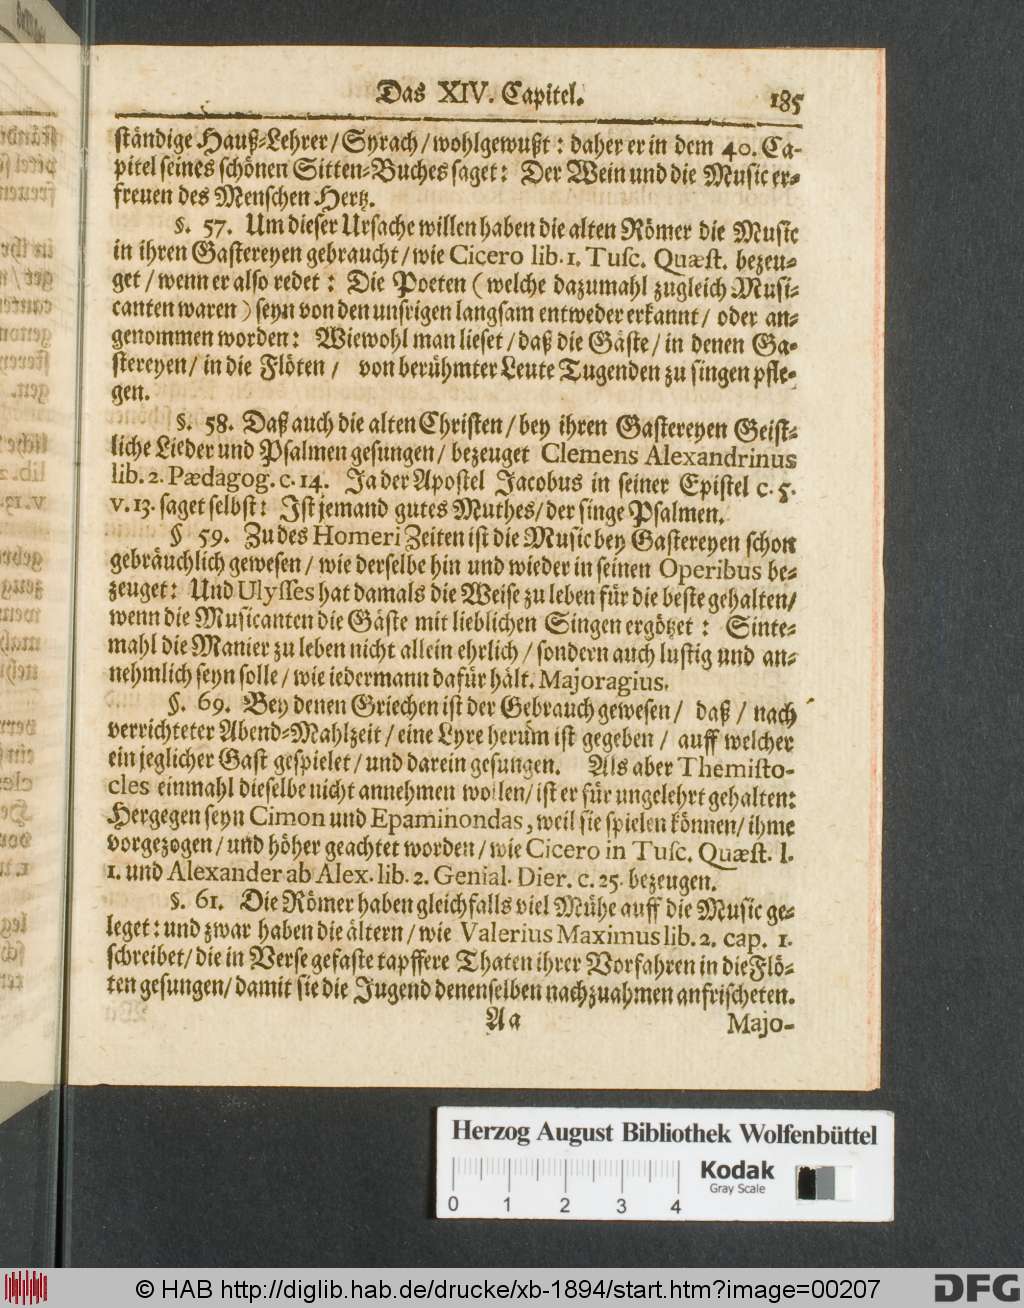 Das XIV. Capitel.
185
ständige Hauß-Lehrer/Syrach/wohlgewußt: daher er in dem 40. Ca-
pitel seines schönen Sitten-Buches saget: Der Wein und die Music er-
freuen des Menschen Hertz.
§. 57. Um dieser Ursache willen haben die alten Römer die Music
in ihren Gastereyen gebraucht/wie Cicero lib. 1. Tusc. Quæst. bezeu-
get/wenn er also redet: Die Poeten (welche dazumahl zugleich Musi-
canten waren) seyn von den unsrigen langsam entweder erkannt/ oder an-
genommen worden: Wiewohl man lieset/daß die Gäste/in denen Ga-
stereyen/in die Flöten/ von berühmter Leute Tugenden zu singen pfle-
gen.
§. 58. Daß auch die alten Christen/bey ihren Gastereyen Geist-
liche Lieder und Psalmen gesungen/bezeuget Clemens Alexandrinus
lib. 2. Pædagog. c. 14. Ja der Apostel Jacobus in seiner Epistel c. 5.
v. 13. saget selbst: Ist jemand gutes Muthes/der singe Psalmen.
§ 59. Zu des Homeri Zeiten ist die Music bey Gastereyen schon
gebräuchlich gewesen/wie derselbe hin und wieder in seinen Operibus be-
zeuget: Und Ulysses hat damals die Weise zu leben für die beste gehalten/
wenn die Musicanten die Gäste mit lieblichen Singen ergötzet: Sinte-
mahl die Manier zu leben nicht allein ehrlich/sondern auch lustig und an-
nehmlich seyn solle/wie iedermann dafür hält. Majoragius.
§. 69. Bey denen Griechen ist der Gebrauch gewesen/ daß/nach
verrichteter Abend-Mahlzeit/eine Lyre herüm ist gegeben/ auff welcher
ein jeglicher Gast gespielet/und darein gesungen. Als aber Themisto-
cles einmahl dieselbe nicht annehmen wollen/ist er für ungelehrt gehalten:
Hergegen seyn Cimon und Epaminondas, weil sie spielen können/ihme
vorgezogen/und höher geachtet worden/wie Cicero in Tusc. Quæst. l.
1. und Alexander ab Alex. lib. 2. Genial. Dier. c. 25. bezeugen.
§. 61. Die Römer haben gleichfalls viel Mühe auff die Music ge-
leget: und zwar haben die ältern/wie Valerius Maximus lib. 2. cap. 1.
schreibet/die in Verse gefaste tapffere Thaten ihrer Vorfahren in die Flö-
ten gesungen/damit sie die Jugend denenselben nachzuahmen anfrischeten.
Aa
Majo-
Herzog August Bibliothek Wolfenbüttel
Kodak
Gray Scale
0 1 2 3 4
© HAB http://diglib.hab.de/drucke/xb-1894/start.htm?image=00207
DFG